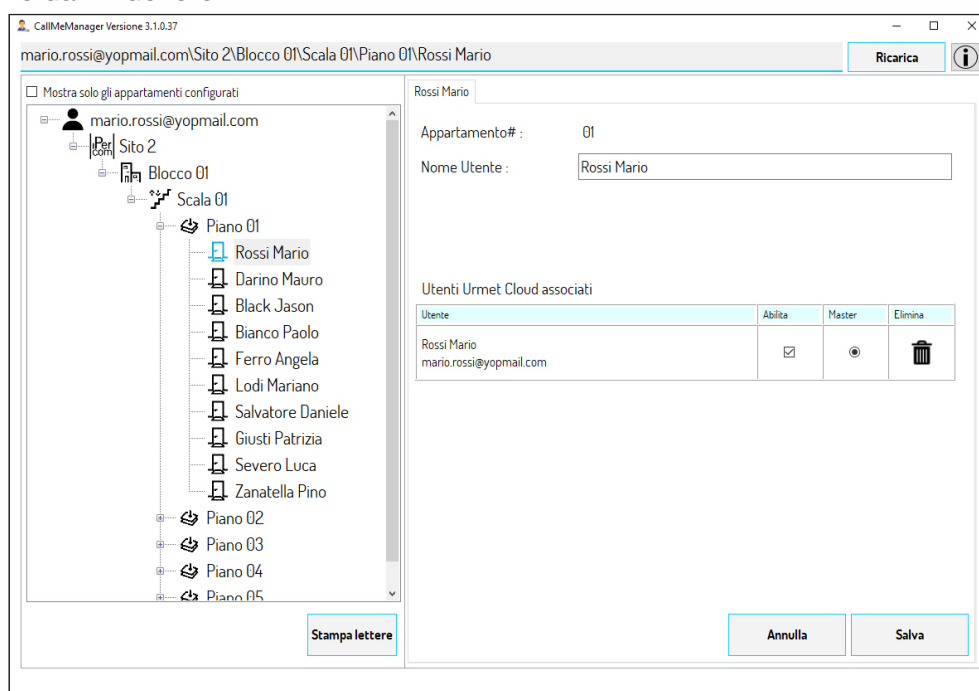 CallMeManager Versione 3.1.0.37
mario.rossi@yopmail.com\Sito 2\Blocco 01\Scala 01\Piano 01\Rossi Mario
Ricarica
Mostra solo gli appartamenti configurati
mario.rossi@yopmail.com
iPer com Sito 2
Blocco 01
Scala 01
Piano 01
Rossi Mario
Darino Mauro
Black Jason
Bianco Paolo
Ferro Angela
Lodi Mariano
Salvatore Daniele
Giusti Patrizia
Severo Luca
Zanatella Pino
Piano 02
Piano 03
Piano 04
Piano 05
Stampa lettere
Rossi Mario
Appartamento# : 01
Nome Utente : Rossi Mario
Utenti Urmet Cloud associati
Utente Abilita Master Elimina
Rossi Mario
mario.rossi@yopmail.com
Annulla Salva